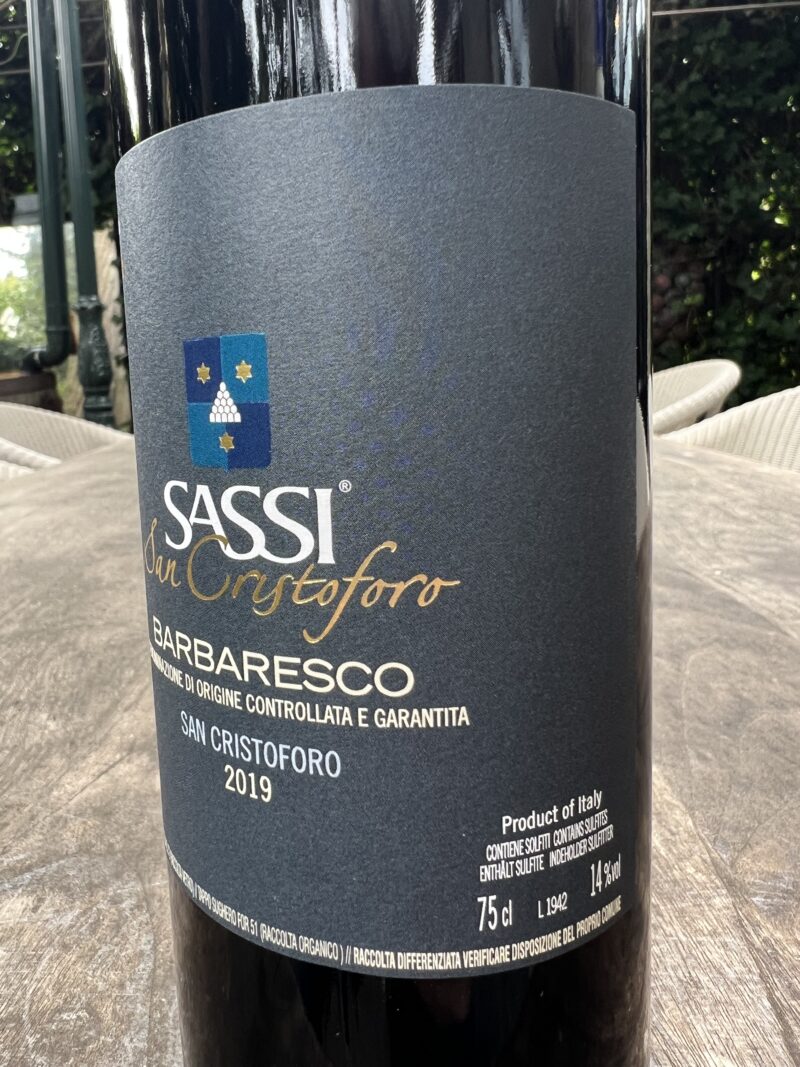 SASSI®
San Cristoforo
BARBARESCO
DI ORIGINE CONTROLLATA E GARANTITA
SAN CRISTOFORO
2019
Product of Italy
CONTIENE SOLFITI CONTAINS SULFITES
ENTHÄLT SULFITE INDEHOLDER SULFITTER
75 cl L 1942 14 %vol
TAPPO SUGHERO FOR 51 (RACCOLTA ORGANICO) // RACCOLTA DIFFERENZIATA VERIFICARE DISPOSIZIONE DEL PROPRIO COMUNE